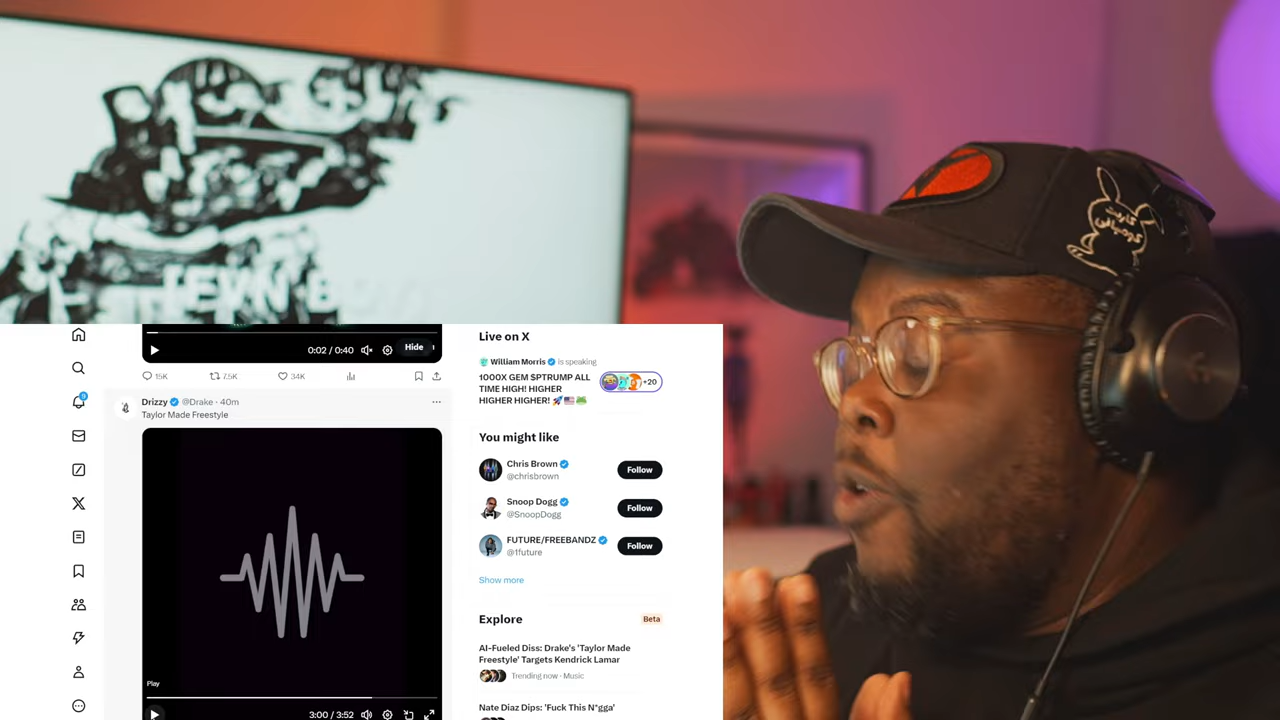 0:02 / 0:40
Hide
15K
7.5K
34K
Drizzy @Drake · 40m
Taylor Made Freestyle
Play
3:00 / 3:52
Live on X
William Morris is speaking
1000X GEM $PTRUMP ALL
TIME HIGH! HIGHER
HIGHER HIGHER! 🚀🇺🇸🐸
+20
You might like
Chris Brown
@chrisbrown
Follow
Snoop Dogg
@SnoopDogg
Follow
FUTURE/FREEBANDZ
@1future
Follow
Show more
Explore
Beta
AI-Fueled Diss: Drake's 'Taylor Made
Freestyle' Targets Kendrick Lamar
Trending now · Music
Nate Diaz Dips: 'Fuck This N*gga'